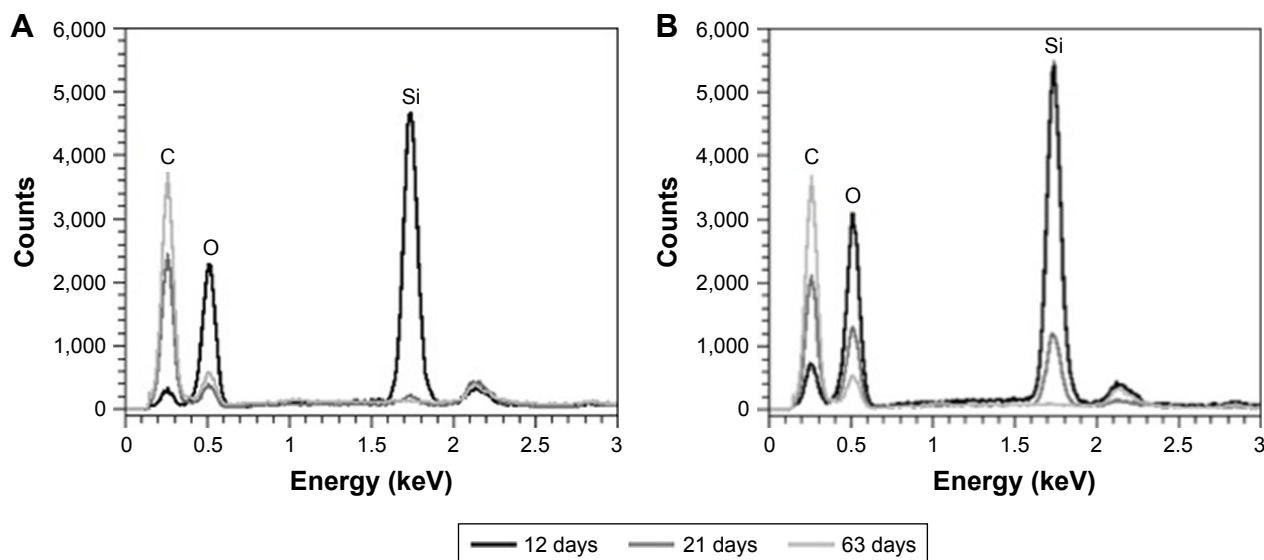 A
6,000
5,000
4,000
3,000
2,000
1,000
0
Counts
C
O
Si
0 0.5 1 1.5 2 2.5 3
Energy (keV)
B
6,000
5,000
4,000
3,000
2,000
1,000
0
Counts
C
O
Si
0 0.5 1 1.5 2 2.5 3
Energy (keV)
12 days 21 days 63 days